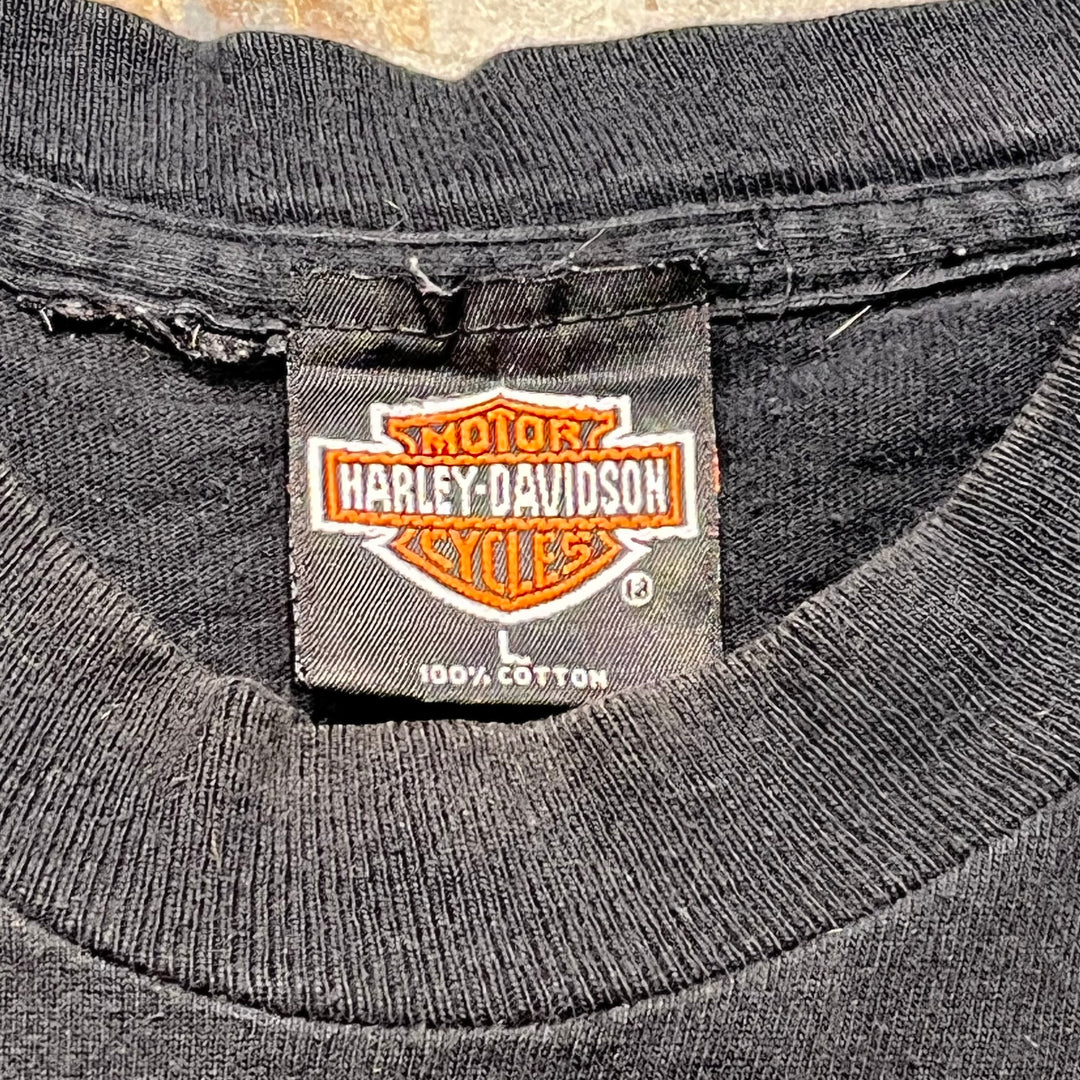 MOTOR
HARLEY-DAVIDSON
CYCLES
®
L
100% COTTON